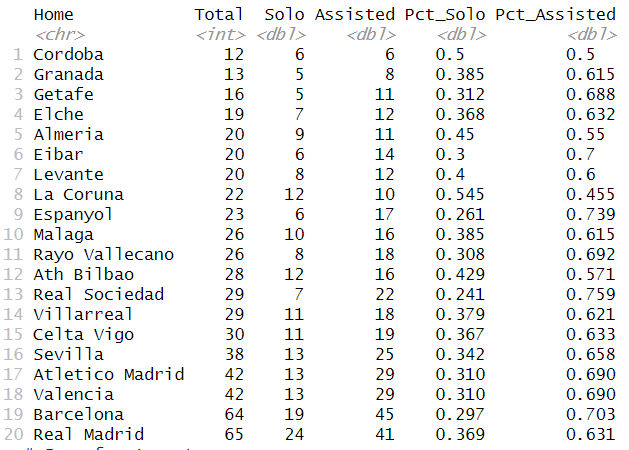 Home Total Solo Assisted Pct_Solo Pct_Assisted
<chr> <int> <dbl> <dbl> <dbl> <dbl>
1 Cordoba 12 6 6 0.5 0.5
2 Granada 13 5 8 0.385 0.615
3 Getafe 16 5 11 0.312 0.688
4 Elche 19 7 12 0.368 0.632
5 Almeria 20 9 11 0.45 0.55
6 Eibar 20 6 14 0.3 0.7
7 Levante 20 8 12 0.4 0.6
8 La Coruna 22 12 10 0.545 0.455
9 Espanyol 23 6 17 0.261 0.739
10 Malaga 26 10 16 0.385 0.615
11 Rayo Vallecano 26 8 18 0.308 0.692
12 Ath Bilbao 28 12 16 0.429 0.571
13 Real Sociedad 29 7 22 0.241 0.759
14 Villarreal 29 11 18 0.379 0.621
15 Celta Vigo 30 11 19 0.367 0.633
16 Sevilla 38 13 25 0.342 0.658
17 Atletico Madrid 42 13 29 0.310 0.690
18 Valencia 42 13 29 0.310 0.690
19 Barcelona 64 19 45 0.297 0.703
20 Real Madrid 65 24 41 0.369 0.631